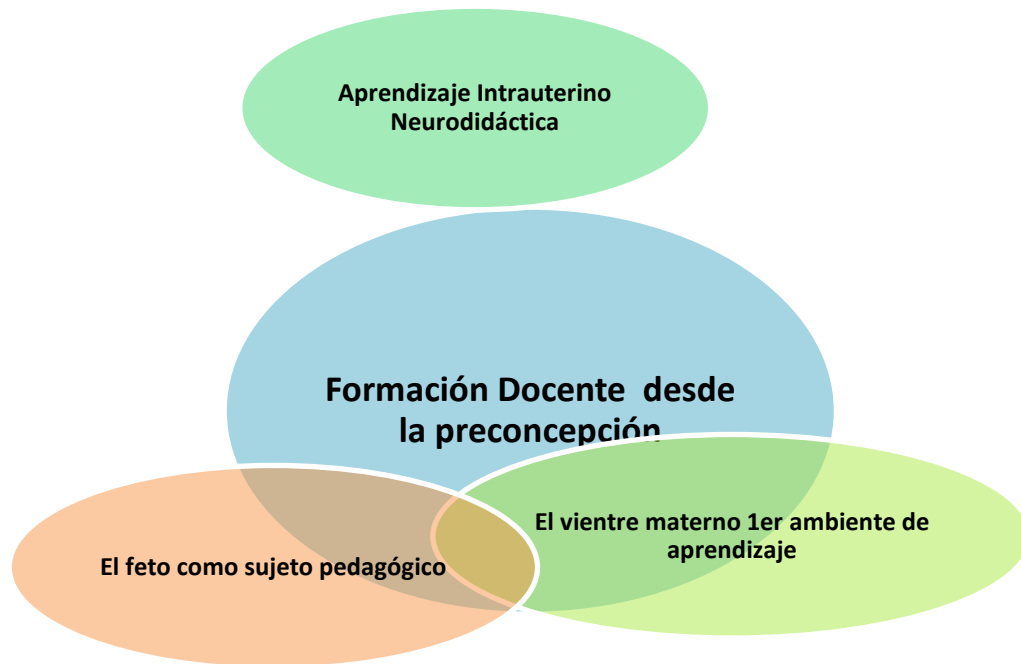 Aprendizaje Intrauterino
Neurodidáctica
Formación Docente  desde
la preconcepción
El vientre materno 1er ambiente de
aprendizaje
El feto como sujeto pedagógico